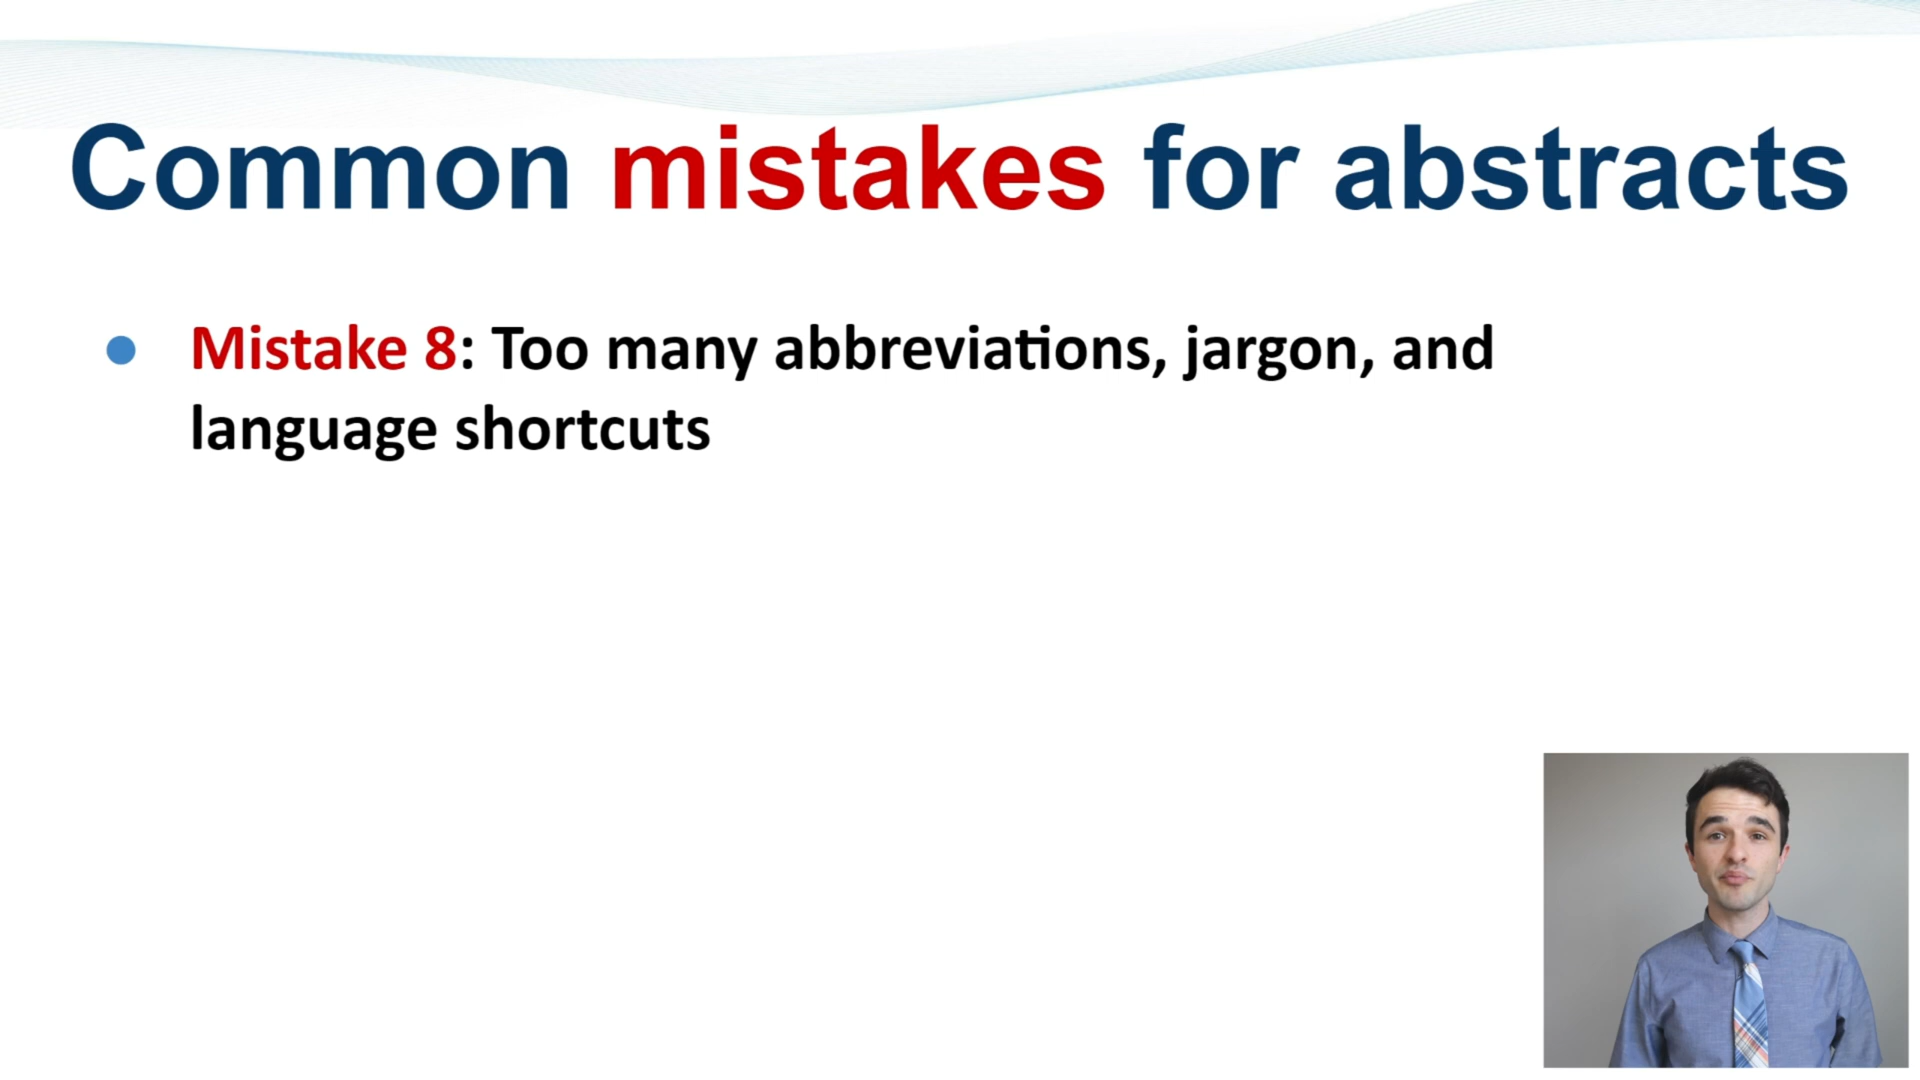 Common mistakes for abstracts
Mistake 8: Too many abbreviations, jargon, and
language shortcuts